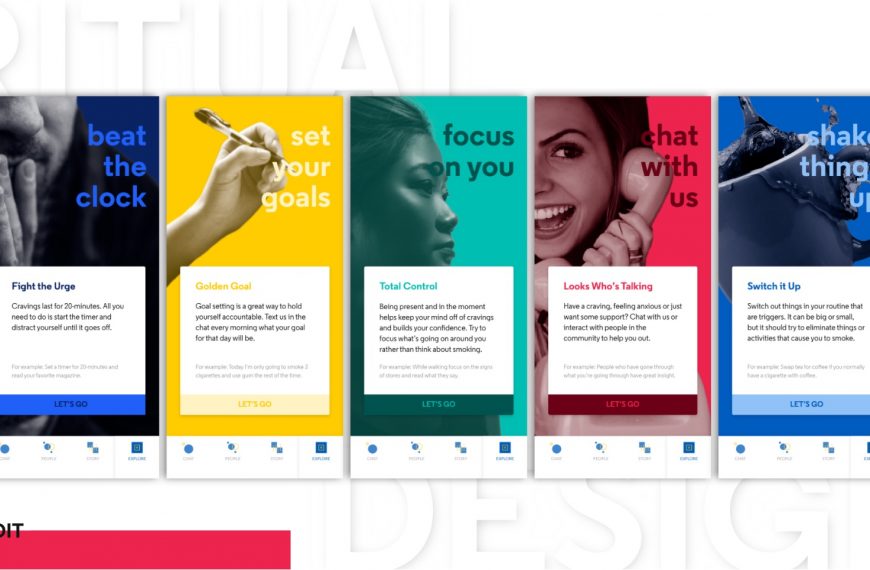 RITUAL
beat
the
clock
Fight the Urge
Cravings last for 20-minutes. All you
need to do is start the timer and
distract yourself until it goes off.
For example: Set a timer for 20-minutes and
read your favorite magazine.
LET'S GO
CHAT
PEOPLE
STORY
EXPLORE
set
your
goals
Golden Goal
Goal setting is a great way to hold
yourself accountable. Text us in the
chat every morning what your goal
for that day will be.
For example: Today I'm only going to smoke 3
cigarettes and use gum the rest of the time.
LET'S GO
CHAT
PEOPLE
STORY
EXPLORE
focus
on you
Total Control
Being present and in the moment
helps keep your mind off of cravings
and builds your confidence. Try to
focus what's going on around you
rather than think about smoking.
For example: While walking focus on the signs
of stores and read what they say.
LET'S GO
CHAT
PEOPLE
STORY
EXPLORE
chat
with
us
Looks Who's Talking
Have a craving, feeling anxious or just
want some support? Chat with us or
interact with people in the
community to help you out.
For example: People who have gone through
what you're going through have great insight.
LET'S GO
CHAT
PEOPLE
STORY
EXPLORE
shake
thing
up
Switch it Up
Switch out things in your routine that
are triggers. It can be big or small,
but it should try to eliminate things or
activities that cause you to smoke.
For example: Swap tea for coffee if you normally
have a cigarette with coffee.
LET'S GO
CHAT
PEOPLE
STORY
DESIG
DIT